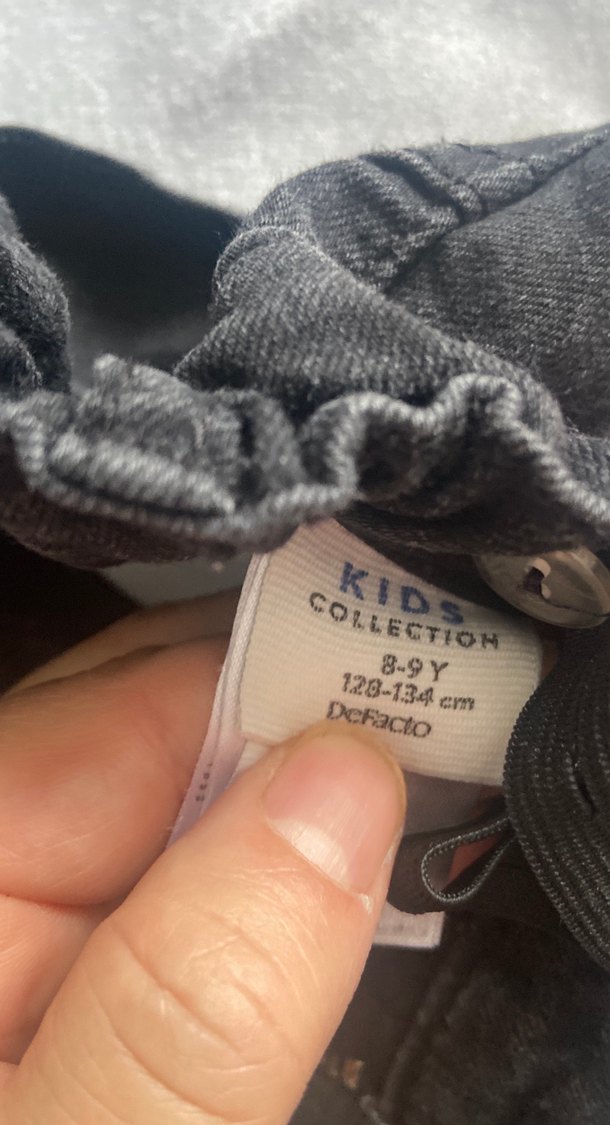 KIDS
COLLECTION
8-9 Y
128-134 cm
DeFacto